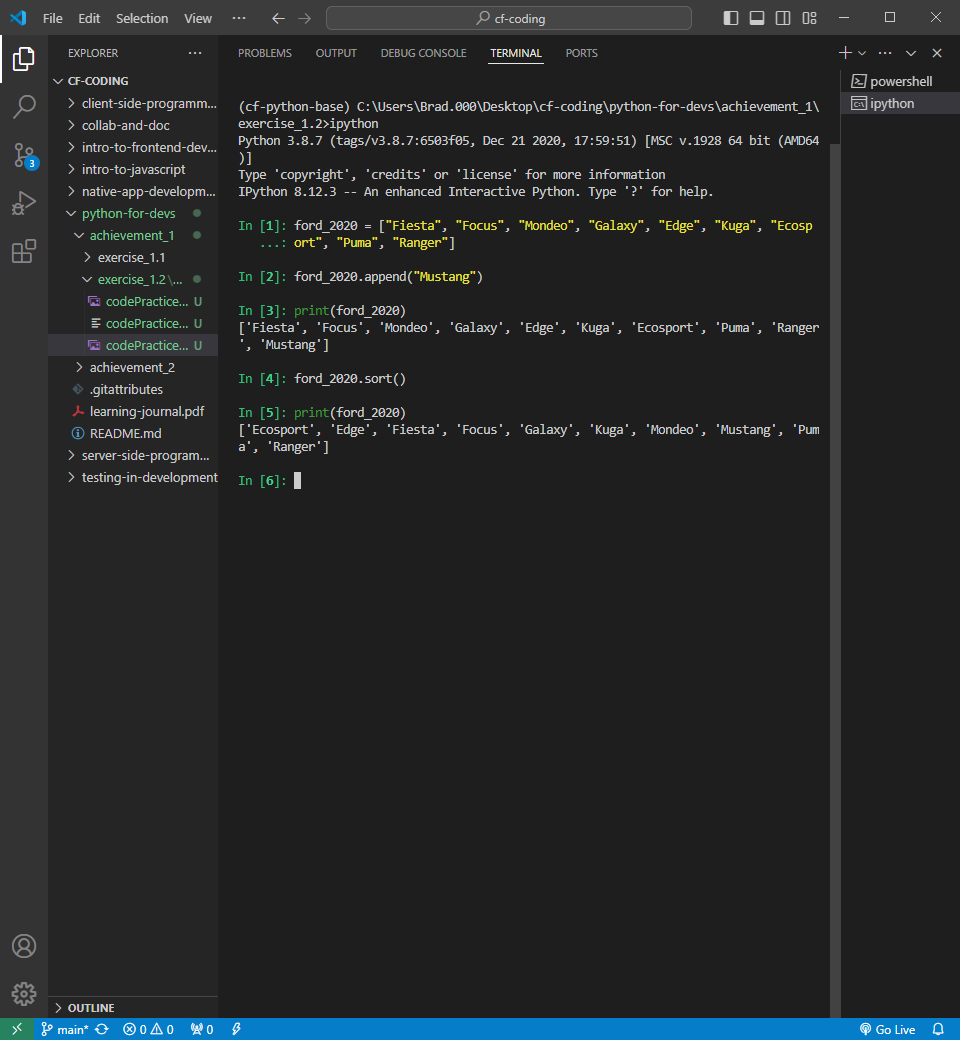 File Edit Selection View ··· cf-coding
EXPLORER ···
CF-CODING
client-side-programm...
collab-and-doc
intro-to-frontend-dev...
intro-to-javascript
native-app-developm...
python-for-devs
achievement_1
exercise_1.1
exercise_1.2\...
codePractice... U
codePractice... U
codePractice... U
achievement_2
.gitattributes
learning-journal.pdf
README.md
server-side-program...
testing-in-development
OUTLINE
3
PROBLEMS OUTPUT DEBUG CONSOLE TERMINAL PORTS
(cf-python-base) C:\Users\Brad.000\Desktop\cf-coding\python-for-devs\achievement_1\
exercise_1.2>ipython
Python 3.8.7 (tags/v3.8.7:6503f05, Dec 21 2020, 17:59:51) [MSC v.1928 64 bit (AMD64
)]
Type 'copyright', 'credits' or 'license' for more information
IPython 8.12.3 -- An enhanced Interactive Python. Type '?' for help.
In [1]: ford_2020 = ["Fiesta", "Focus", "Mondeo", "Galaxy", "Edge", "Kuga", "Ecosp
...: ort", "Puma", "Ranger"]
In [2]: ford_2020.append("Mustang")
In [3]: print(ford_2020)
['Fiesta', 'Focus', 'Mondeo', 'Galaxy', 'Edge', 'Kuga', 'Ecosport', 'Puma', 'Ranger
', 'Mustang']
In [4]: ford_2020.sort()
In [5]: print(ford_2020)
['Ecosport', 'Edge', 'Fiesta', 'Focus', 'Galaxy', 'Kuga', 'Mondeo', 'Mustang', 'Pum
a', 'Ranger']
In [6]:
powershell
ipython
main* 0 0 0 Go Live